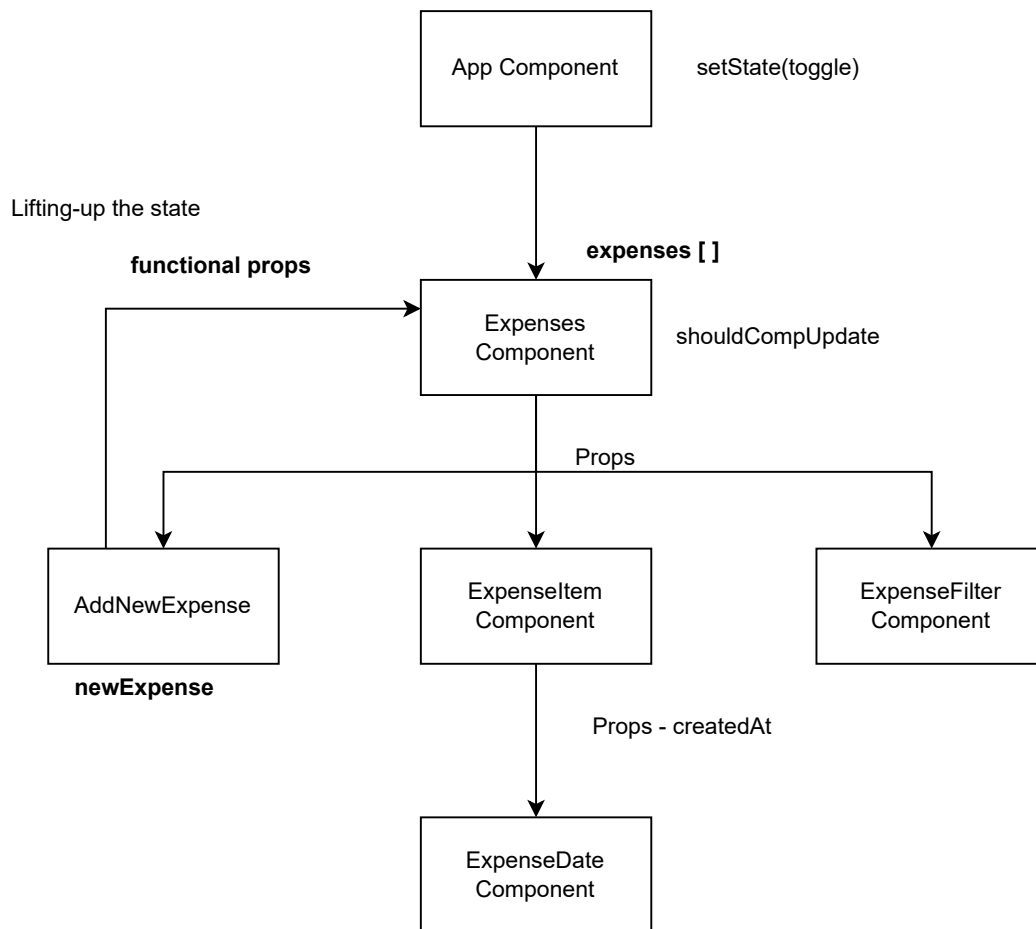 App Component
setState(toggle)
Lifting-up the state
functional props
expenses [ ]
Expenses
Component
shouldCompUpdate
Props
AddNewExpense
ExpenseItem
Component
ExpenseFilter
Component
newExpense
Props - createdAt
ExpenseDate
Component